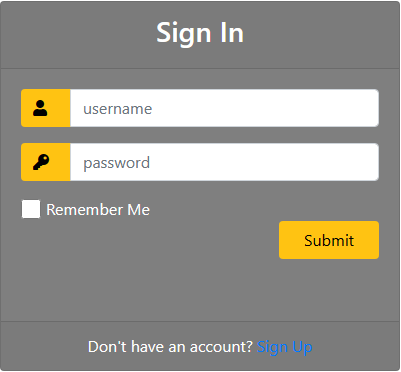 Sign In
username
password
Remember Me
Submit
Don't have an account? Sign Up